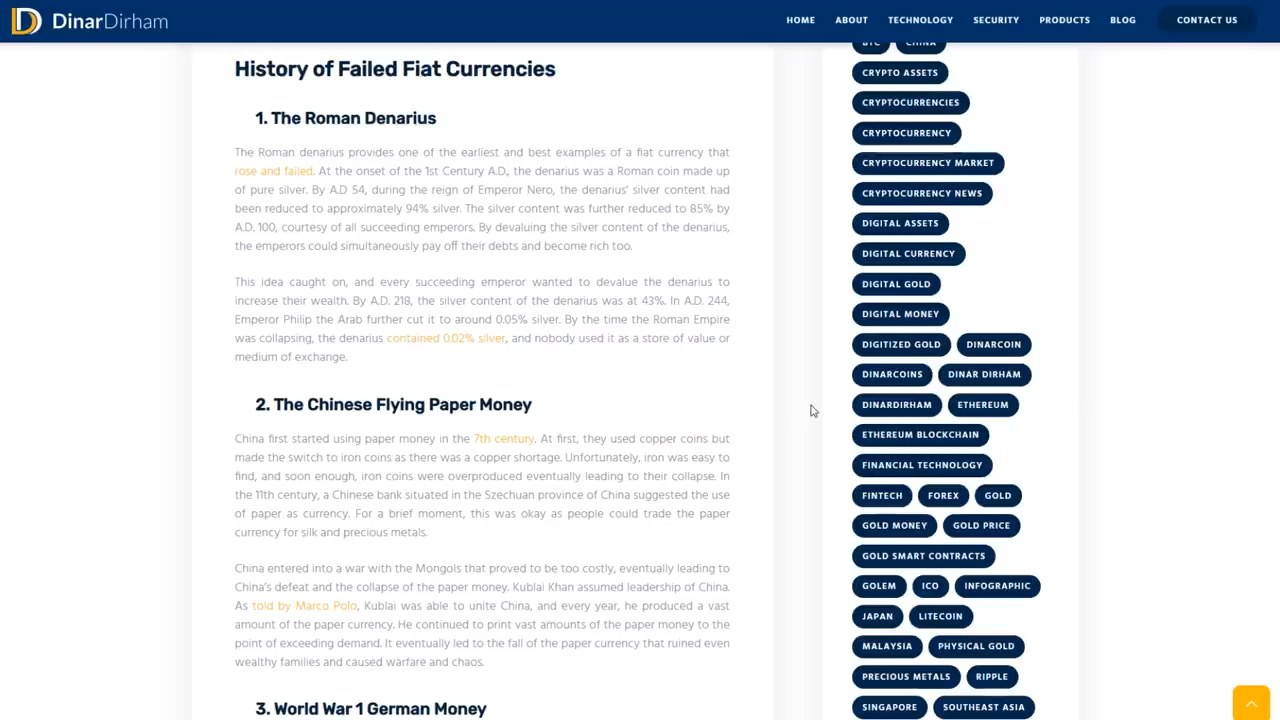 DinarDirham
HOME ABOUT TECHNOLOGY SECURITY PRODUCTS BLOG CONTACT US
History of Failed Fiat Currencies
1. The Roman Denarius
The Roman denarius provides one of the earliest and best examples of a fiat currency that
rose and failed. At the onset of the 1st Century A.D., the denarius was a Roman coin made up
of pure silver. By A.D 54, during the reign of Emperor Nero, the denarius' silver content had
been reduced to approximately 94% silver. The silver content was further reduced to 85% by
A.D. 100, courtesy of all succeeding emperors. By devaluing the silver content of the denarius,
the emperors could simultaneously pay off their debts and become rich too.
This idea caught on, and every succeeding emperor wanted to devalue the denarius to
increase their wealth. By A.D. 218, the silver content of the denarius was at 43%. In A.D. 244,
Emperor Philip the Arab further cut it to around 0.05% silver. By the time the Roman Empire
was collapsing, the denarius contained 0.02% silver, and nobody used it as a store of value or
medium of exchange.
2. The Chinese Flying Paper Money
China first started using paper money in the 7th century. At first, they used copper coins but
made the switch to iron coins as there was a copper shortage. Unfortunately, iron was easy to
find, and soon enough, iron coins were overproduced eventually leading to their collapse. In
the 11th century, a Chinese bank situated in the Szechuan province of China suggested the use
of paper as currency. For a brief moment, this was okay as people could trade the paper
currency for silk and precious metals.
China entered into a war with the Mongols that proved to be too costly, eventually leading to
China's defeat and the collapse of the paper money. Kublai Khan assumed leadership of China.
As told by Marco Polo, Kublai was able to unite China, and every year, he produced a vast
amount of the paper currency. He continued to print vast amounts of the paper money to the
point of exceeding demand. It eventually led to the fall of the paper currency that ruined even
wealthy families and caused warfare and chaos.
3. World War 1 German Money
BTC CHINA
CRYPTO ASSETS
CRYPTOCURRENCIES
CRYPTOCURRENCY
CRYPTOCURRENCY MARKET
CRYPTOCURRENCY NEWS
DIGITAL ASSETS
DIGITAL CURRENCY
DIGITAL GOLD
DIGITAL MONEY
DIGITIZED GOLD DINARCOIN
DINARCOINS DINAR DIRHAM
DINARDIRHAM ETHEREUM
ETHEREUM BLOCKCHAIN
FINANCIAL TECHNOLOGY
FINTECH FOREX GOLD
GOLD MONEY GOLD PRICE
GOLD SMART CONTRACTS
GOLEM ICO INFOGRAPHIC
JAPAN LITECOIN
MALAYSIA PHYSICAL GOLD
PRECIOUS METALS RIPPLE
SINGAPORE SOUTHEAST ASIA